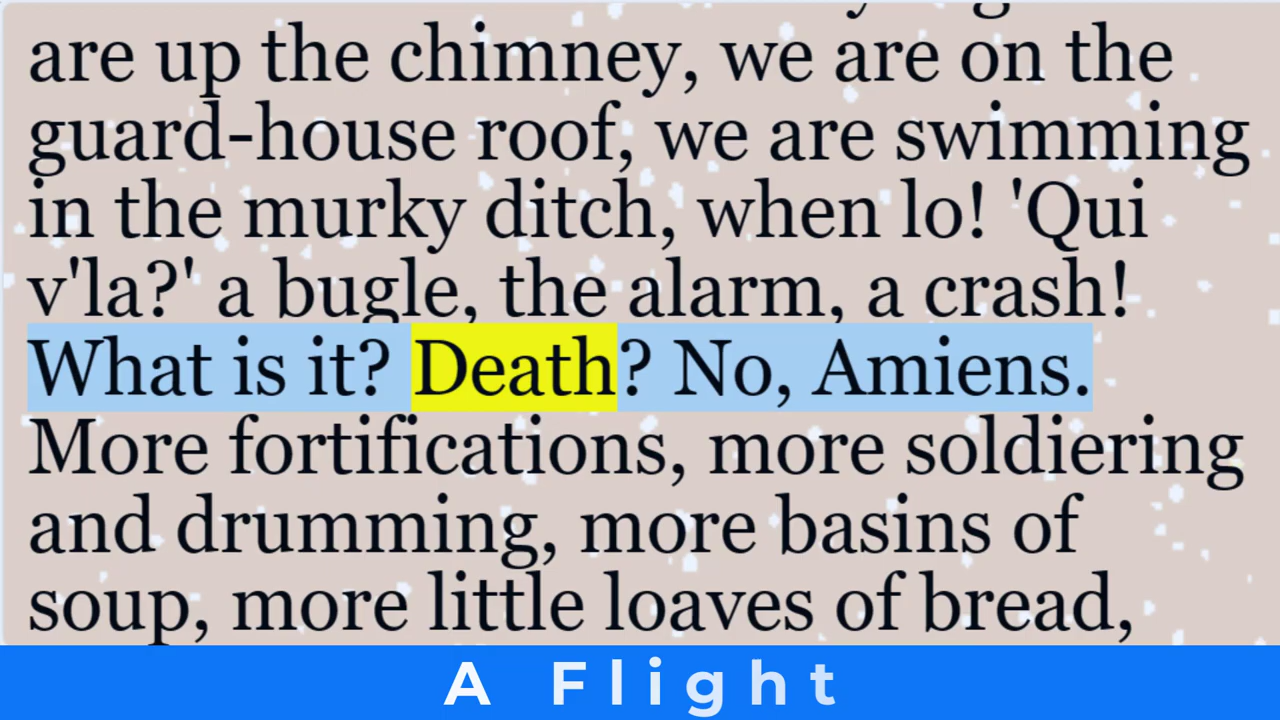 are up the chimney, we are on the
guard-house roof, we are swimming
in the murky ditch, when lo! 'Qui
v'la?' a bugle, the alarm, a crash!
What is it? Death? No, Amiens.
More fortifications, more soldiering
and drumming, more basins of
soup, more little loaves of bread,
A Flight